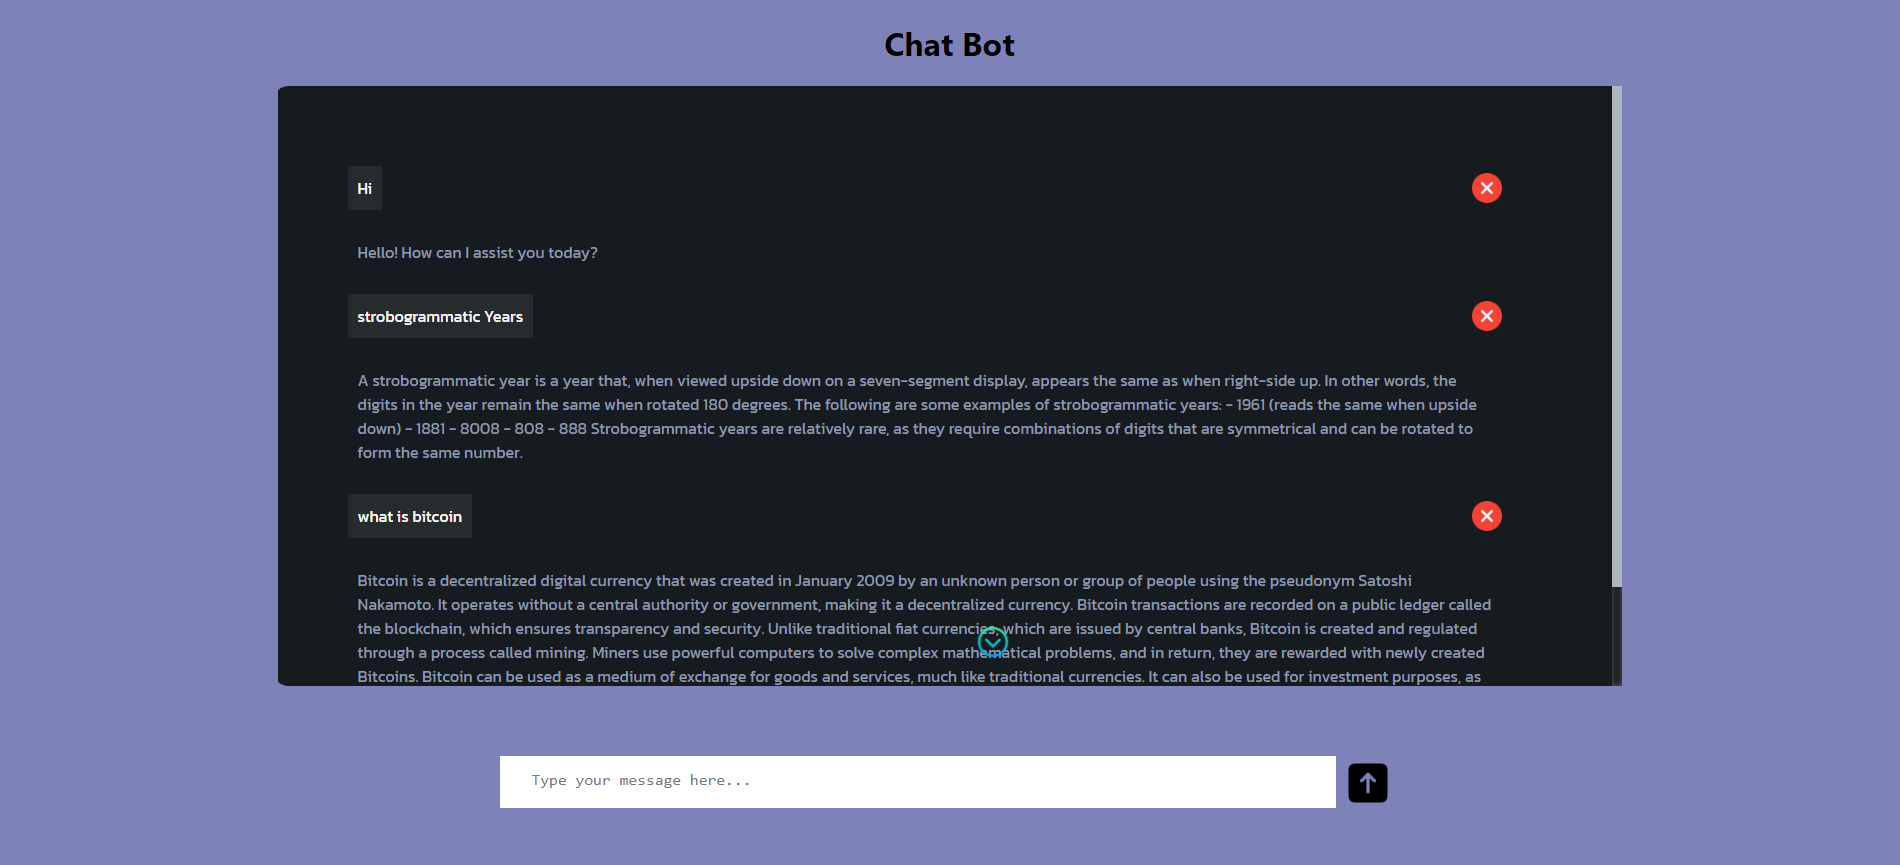 Chat Bot
Hi
Hello! How can I assist you today?
strobogrammatic Years
A strobogrammatic year is a year that, when viewed upside down on a seven-segment display, appears the same as when right-side up. In other words, the
digits in the year remain the same when rotated 180 degrees. The following are some examples of strobogrammatic years: - 1961 (reads the same when upside
down) - 1881 - 8008 - 808 - 888 Strobogrammatic years are relatively rare, as they require combinations of digits that are symmetrical and can be rotated to
form the same number.
what is bitcoin
Bitcoin is a decentralized digital currency that was created in January 2009 by an unknown person or group of people using the pseudonym Satoshi
Nakamoto. It operates without a central authority or government, making it a decentralized currency. Bitcoin transactions are recorded on a public ledger called
the blockchain, which ensures transparency and security. Unlike traditional fiat currencies, which are issued by central banks, Bitcoin is created and regulated
through a process called mining. Miners use powerful computers to solve complex mathematical problems, and in return, they are rewarded with newly created
Bitcoins. Bitcoin can be used as a medium of exchange for goods and services, much like traditional currencies. It can also be used for investment purposes, as
Type your message here...